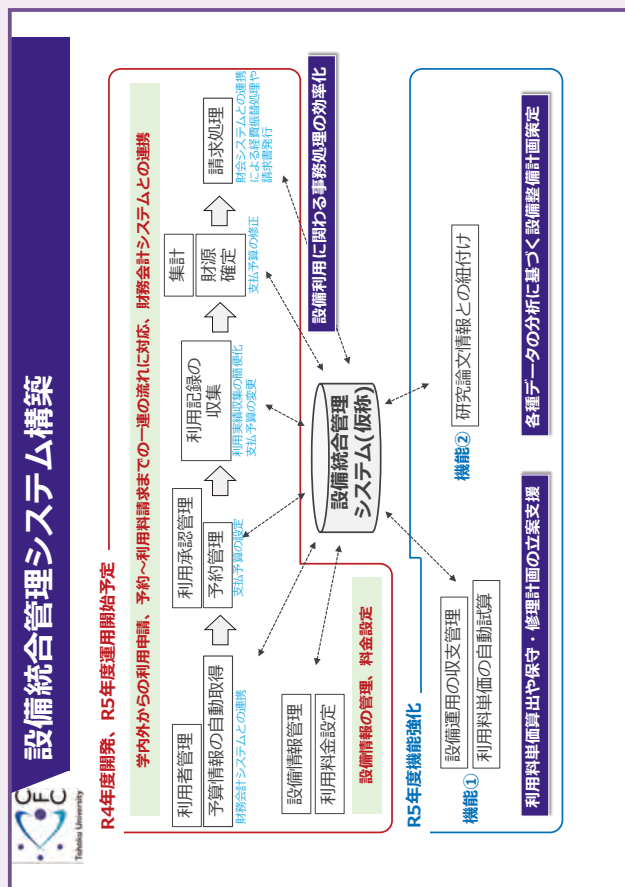 設備統合管理システム構築
CFC
Tohoku University
R4年度開発、R5年度運用開始予定
学内外からの利用申請、予約～利用料請求までの一連の流れに対応、財務会計システムとの連携
利用者管理
予算情報の自動取得
財務会計システムとの連携
利用承認管理
予約管理
支払予算の設定
利用記録の
収集
利用実績収集の簡便化
支払予算の変更
集計
財源
確定
支払予算の修正
請求処理
財会システムとの連携
による経費振替処理や
請求書発行
設備利用に関わる事務処理の効率化
設備情報管理
利用料金設定
設備情報の管理、料金設定
設備統合管理
システム(仮称)
R5年度機能強化
機能①
設備運用の収支管理
利用料単価の自動試算
機能②
研究論文情報との紐付け
利用料単価算出や保守・修理計画の立案支援
各種データの分析に基づく設備整備計画策定